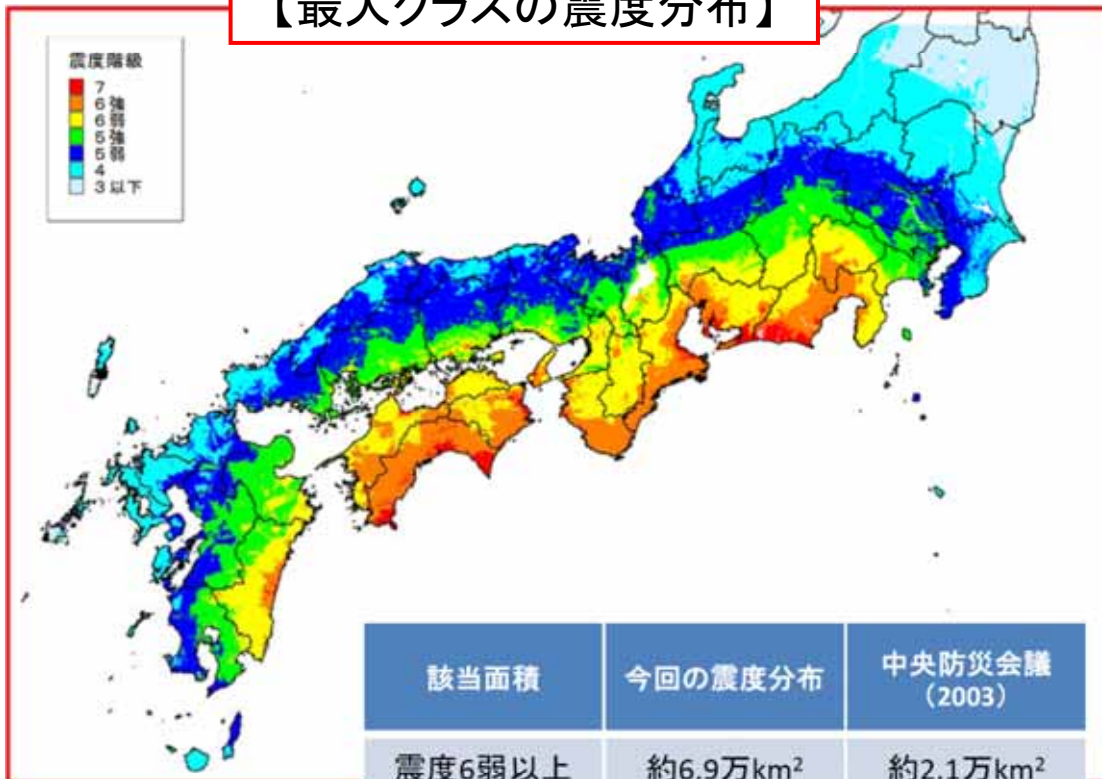 【最大クラスの震度分布】
震度階級
7
6強
6弱
5強
5弱
4
3以下
該当面積 今回の震度分布 中央防災会議
（2003）
震度6弱以上 約6.9万km² 約2.1万km²